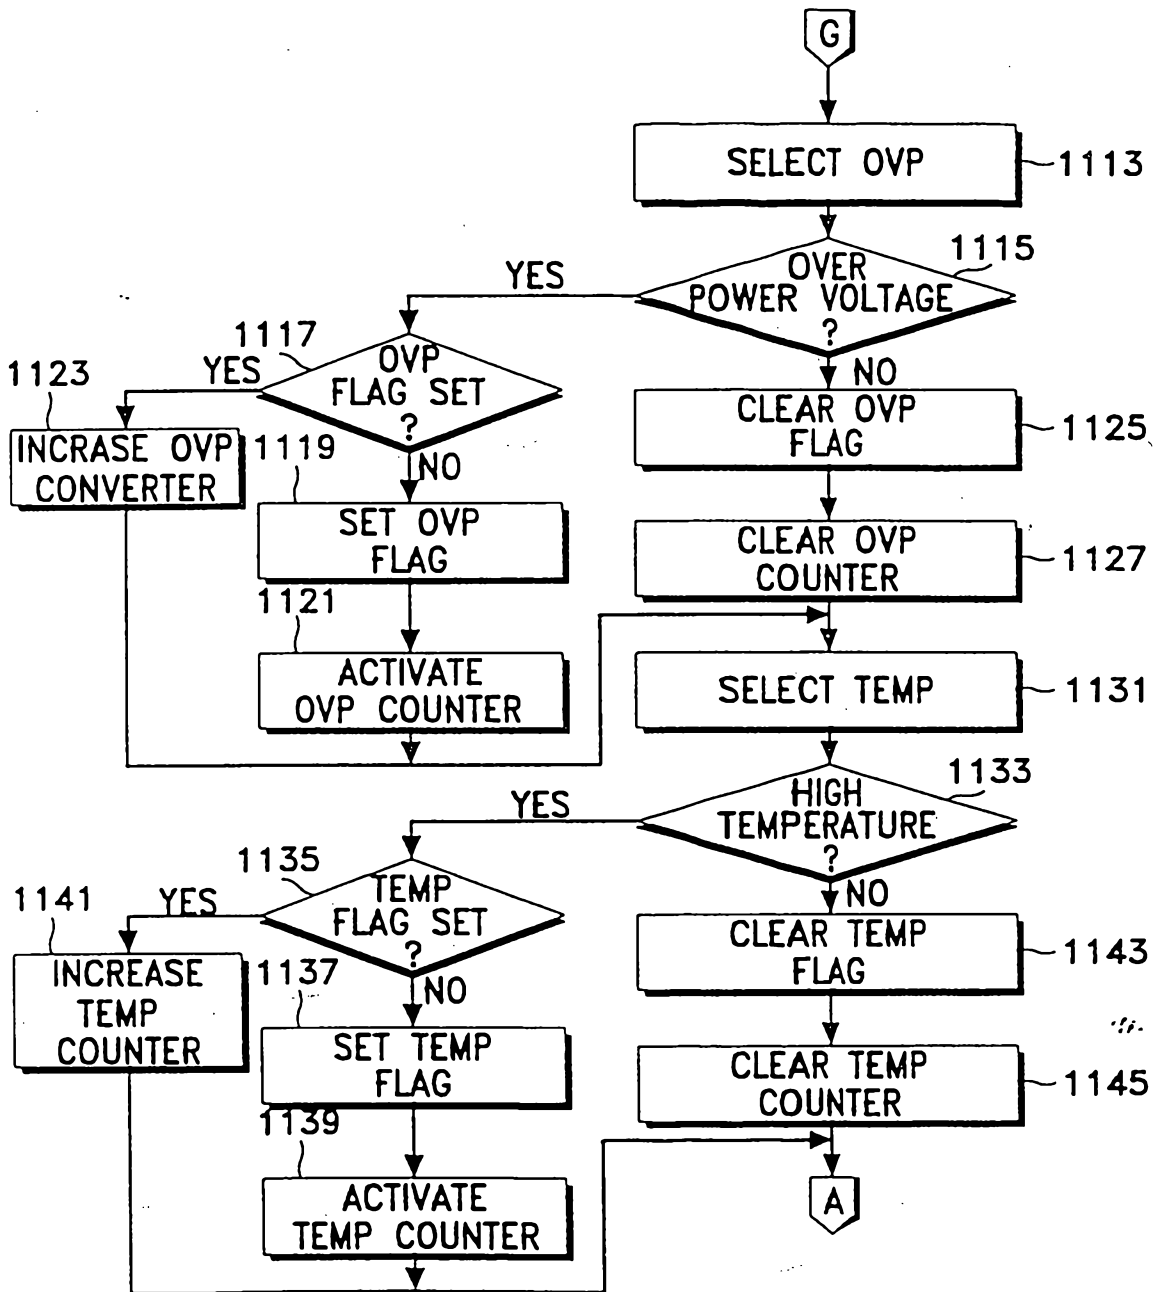 G
SELECT OVP
1113
OVER
POWER VOLTAGE
?
1115
YES
NO
OVP
FLAG SET
?
1117
YES
NO
1123
INCRASE OVP
CONVERTER
1119
SET OVP
FLAG
1121
ACTIVATE
OVP COUNTER
CLEAR OVP
FLAG
1125
CLEAR OVP
COUNTER
1127
SELECT TEMP
1131
HIGH
TEMPERATURE
?
1133
YES
NO
TEMP
FLAG SET
?
1135
YES
NO
1141
INCREASE
TEMP
COUNTER
1137
SET TEMP
FLAG
1139
ACTIVATE
TEMP COUNTER
CLEAR TEMP
FLAG
1143
CLEAR TEMP
COUNTER
1145
A